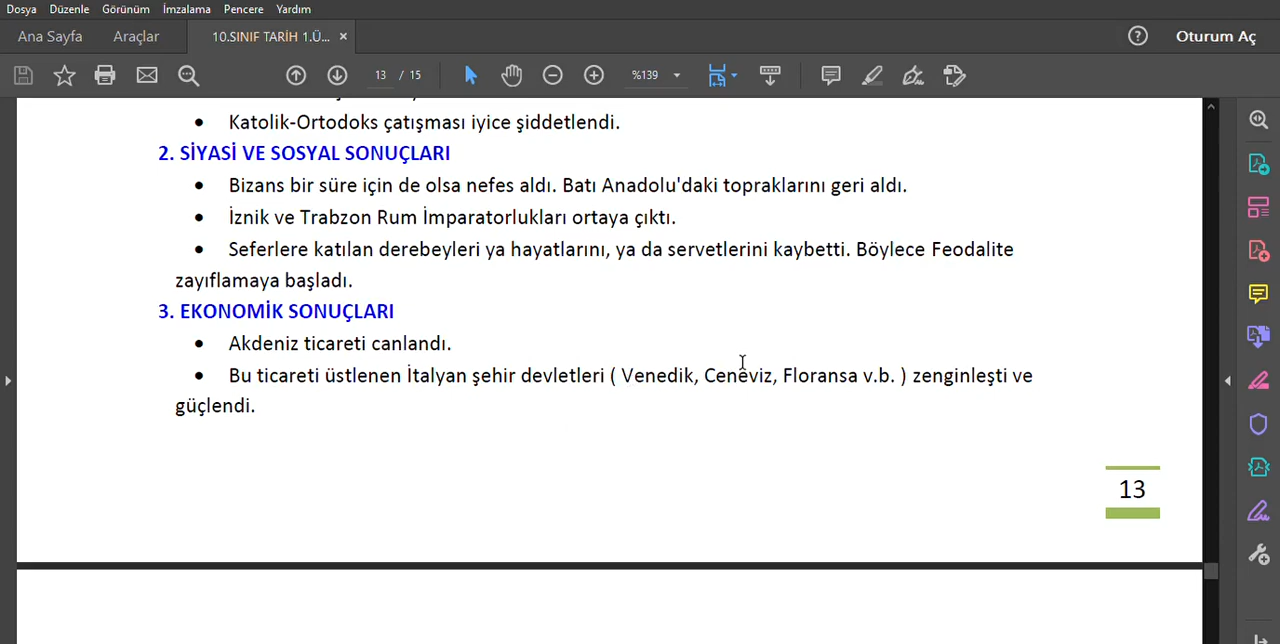 Dosya Düzenle Görünüm İmzalama Pencere Yardım
Ana Sayfa Araçlar 10.SINIF TARİH 1.Ü... × ? Oturum Aç
13 / 15 %139
• Katolik-Ortodoks çatışması iyice şiddetlendi.
2. SİYASİ VE SOSYAL SONUÇLARI
• Bizans bir süre için de olsa nefes aldı. Batı Anadolu'daki topraklarını geri aldı.
• İznik ve Trabzon Rum İmparatorlukları ortaya çıktı.
• Seferlere katılan derebeyleri ya hayatlarını, ya da servetlerini kaybetti. Böylece Feodalite
zayıflamaya başladı.
3. EKONOMİK SONUÇLARI
• Akdeniz ticareti canlandı.
• Bu ticareti üstlenen İtalyan şehir devletleri ( Venedik, Ceneviz, Floransa v.b. ) zenginleşti ve
güçlendi.
13